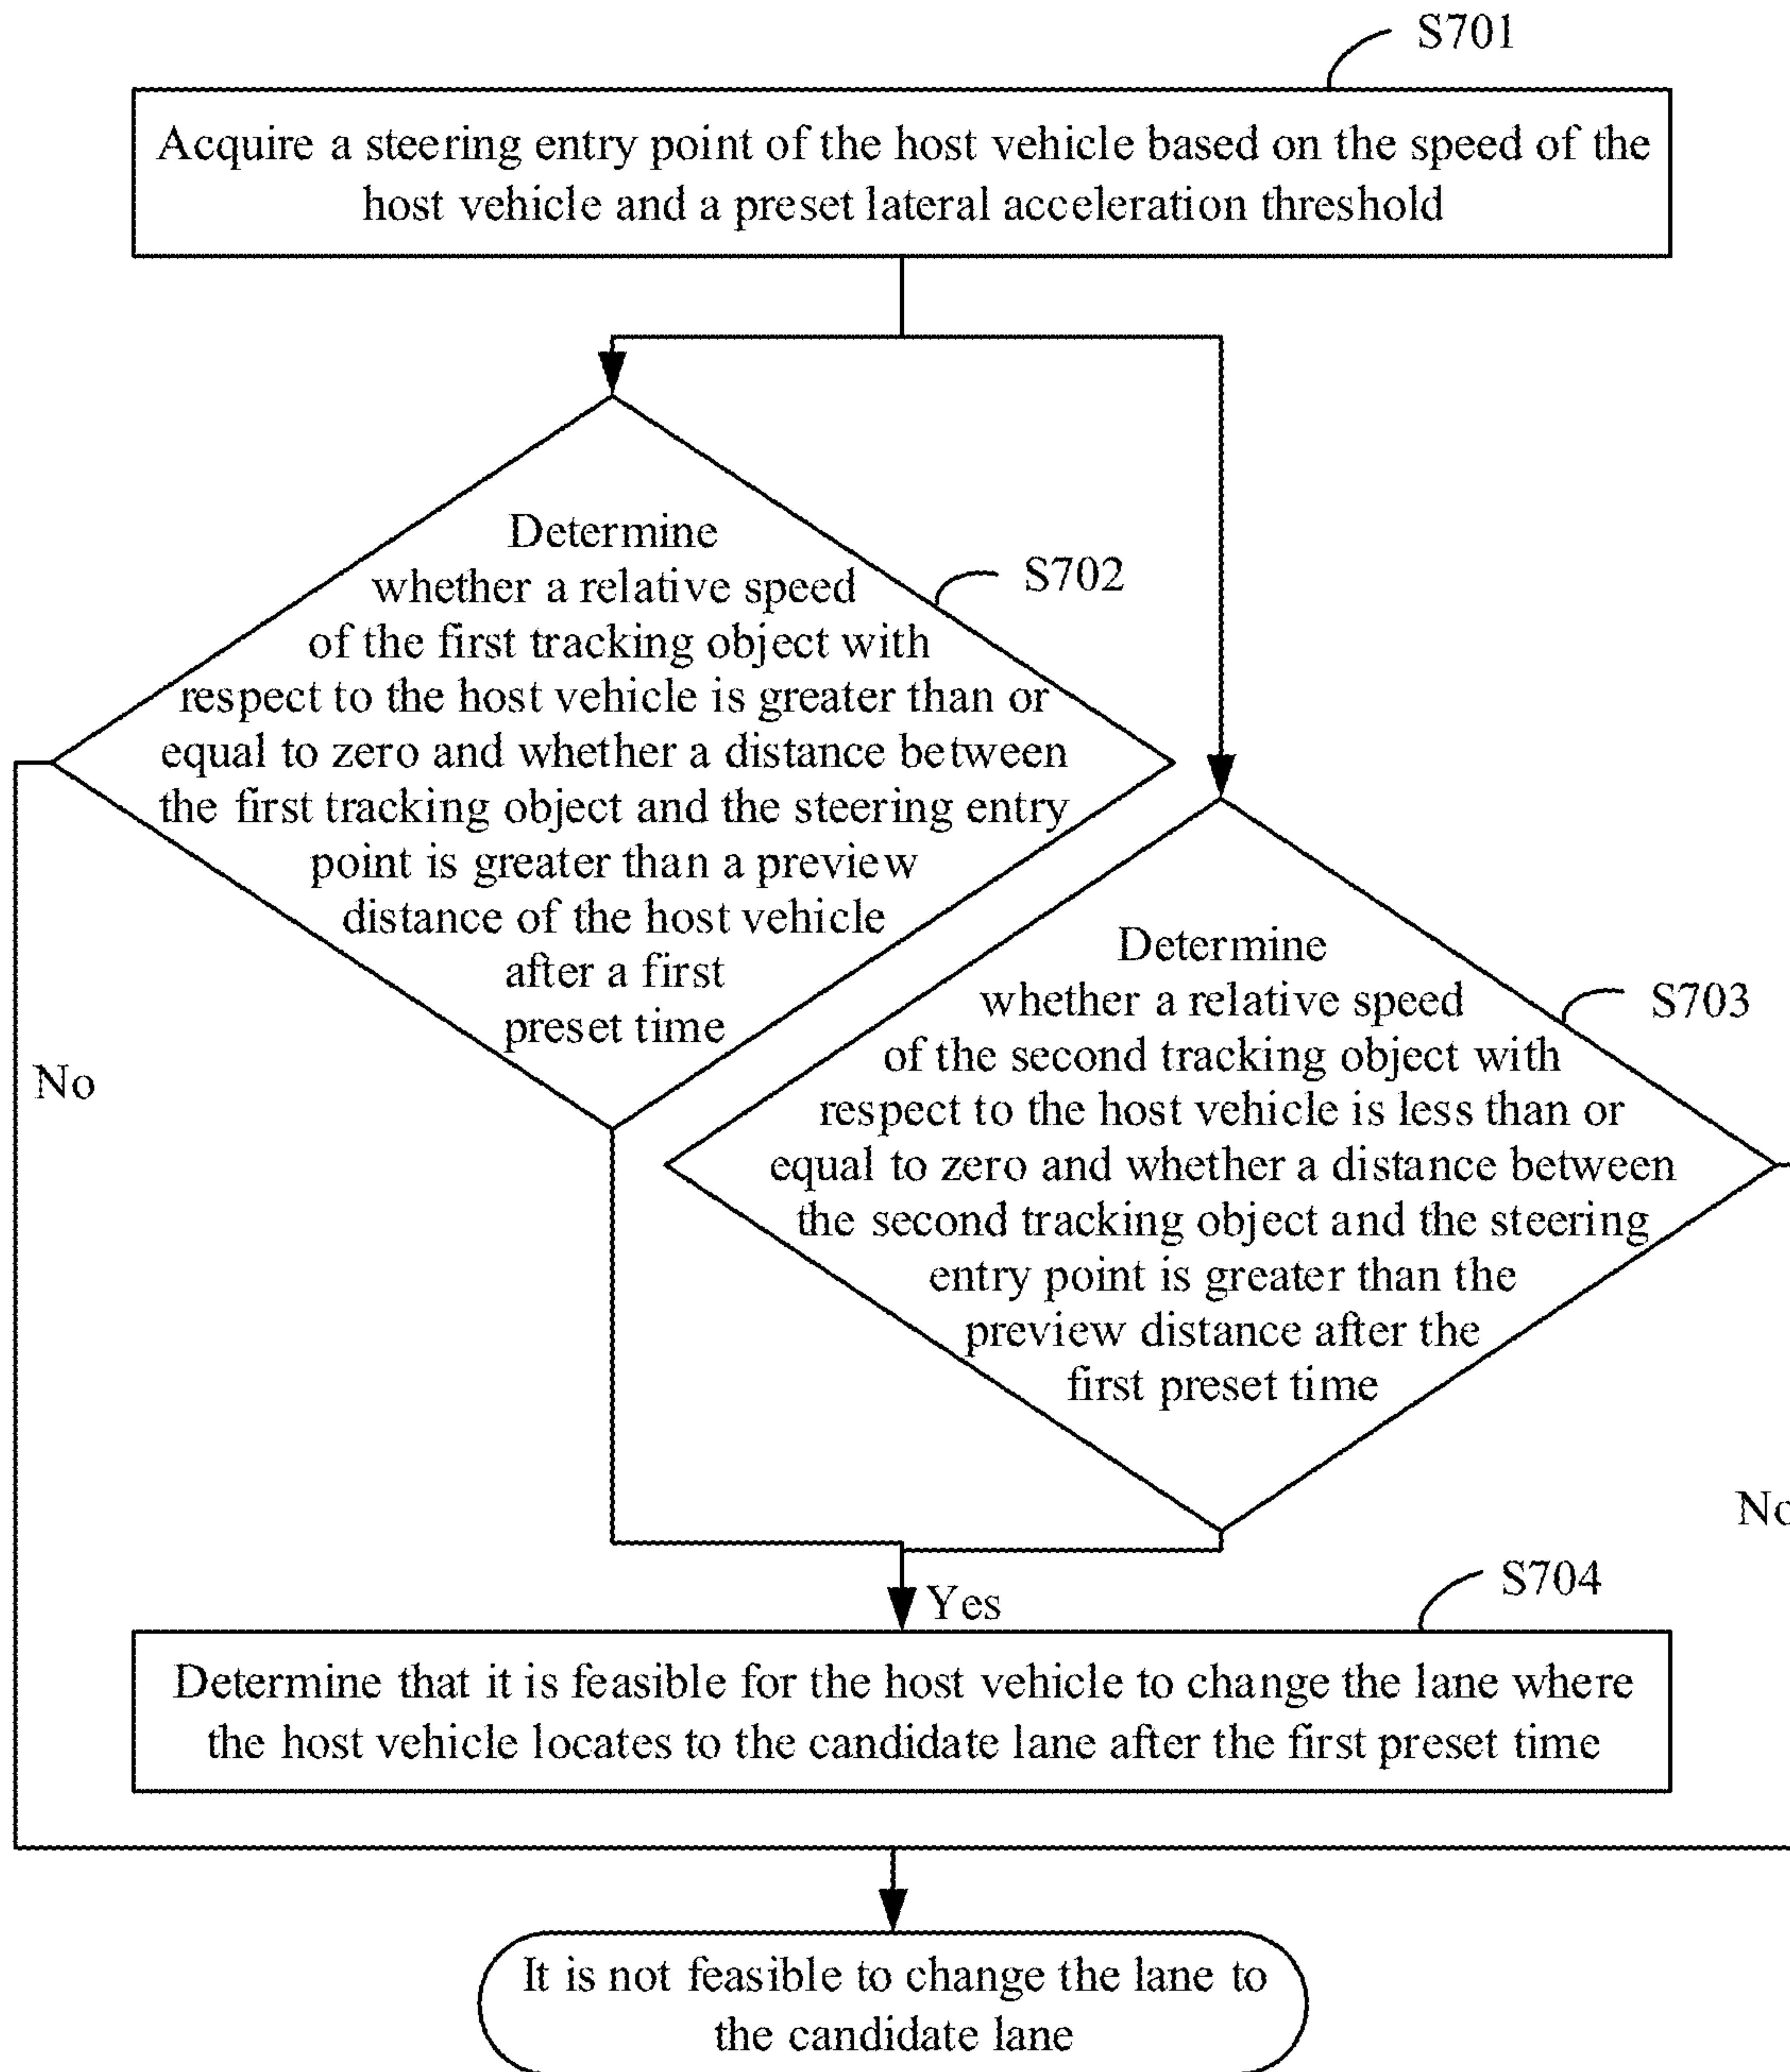 S701
Acquire a steering entry point of the host vehicle based on the speed of the
host vehicle and a preset lateral acceleration threshold
Determine
whether a relative speed
of the first tracking object with
respect to the host vehicle is greater than or
equal to zero and whether a distance between
the first tracking object and the steering entry
point is greater than a preview
distance of the host vehicle
after a first
preset time
S702
Determine
whether a relative speed
of the second tracking object with
respect to the host vehicle is less than or
equal to zero and whether a distance between
the second tracking object and the steering
entry point is greater than the
preview distance after the
first preset time
S703
No
No
Yes
S704
Determine that it is feasible for the host vehicle to change the lane where
the host vehicle locates to the candidate lane after the first preset time
It is not feasible to change the lane to
the candidate lane